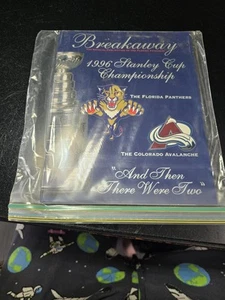 Breakaway
1996 Stanley Cup
Championship
THE FLORIDA PANTHERS
THE COLORADO AVALANCHE
"And Then
There Were Two"